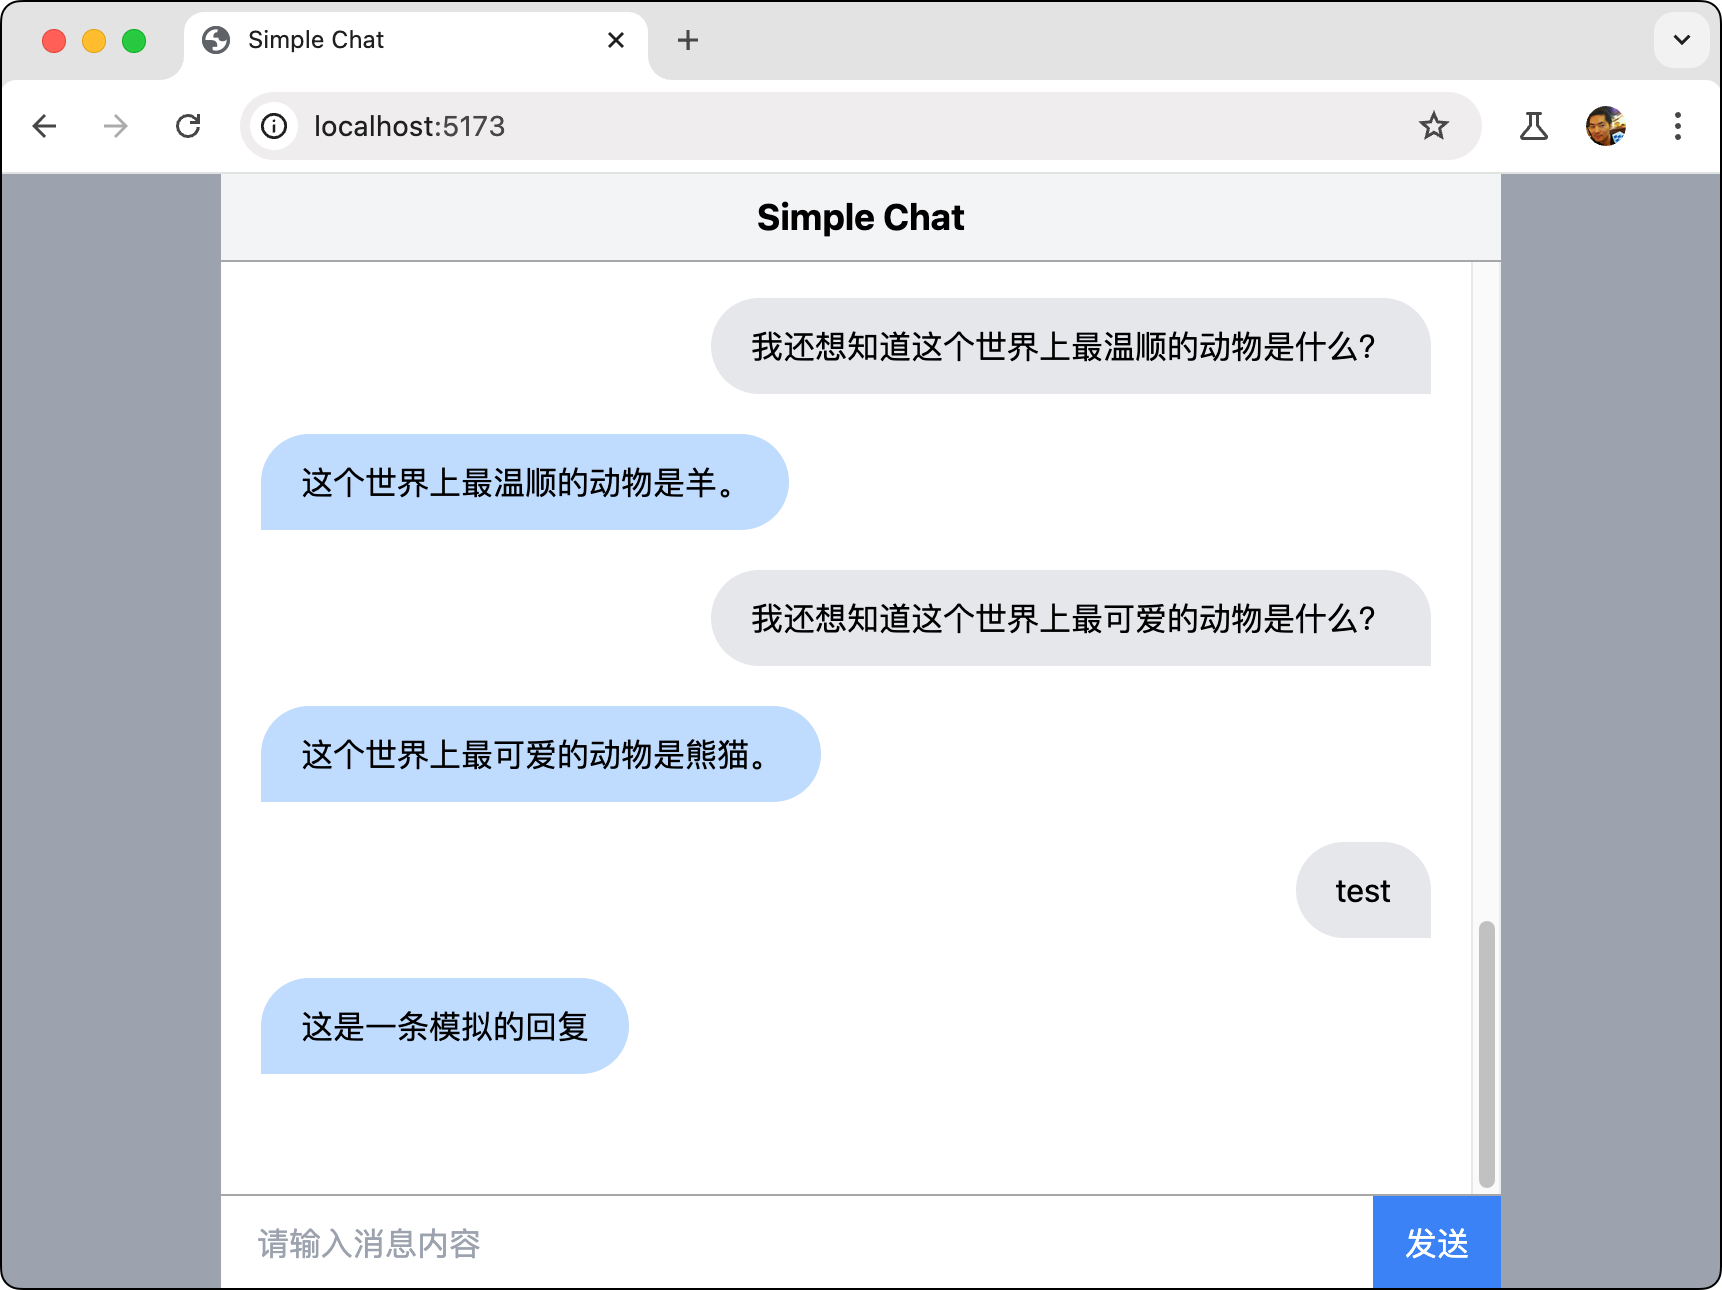 Simple Chat
localhost:5173
Simple Chat
我还想知道这个世界上最温顺的动物是什么?
这个世界上最温顺的动物是羊。
我还想知道这个世界上最可爱的动物是什么?
这个世界上最可爱的动物是熊猫。
test
这是一条模拟的回复
请输入消息内容
发送